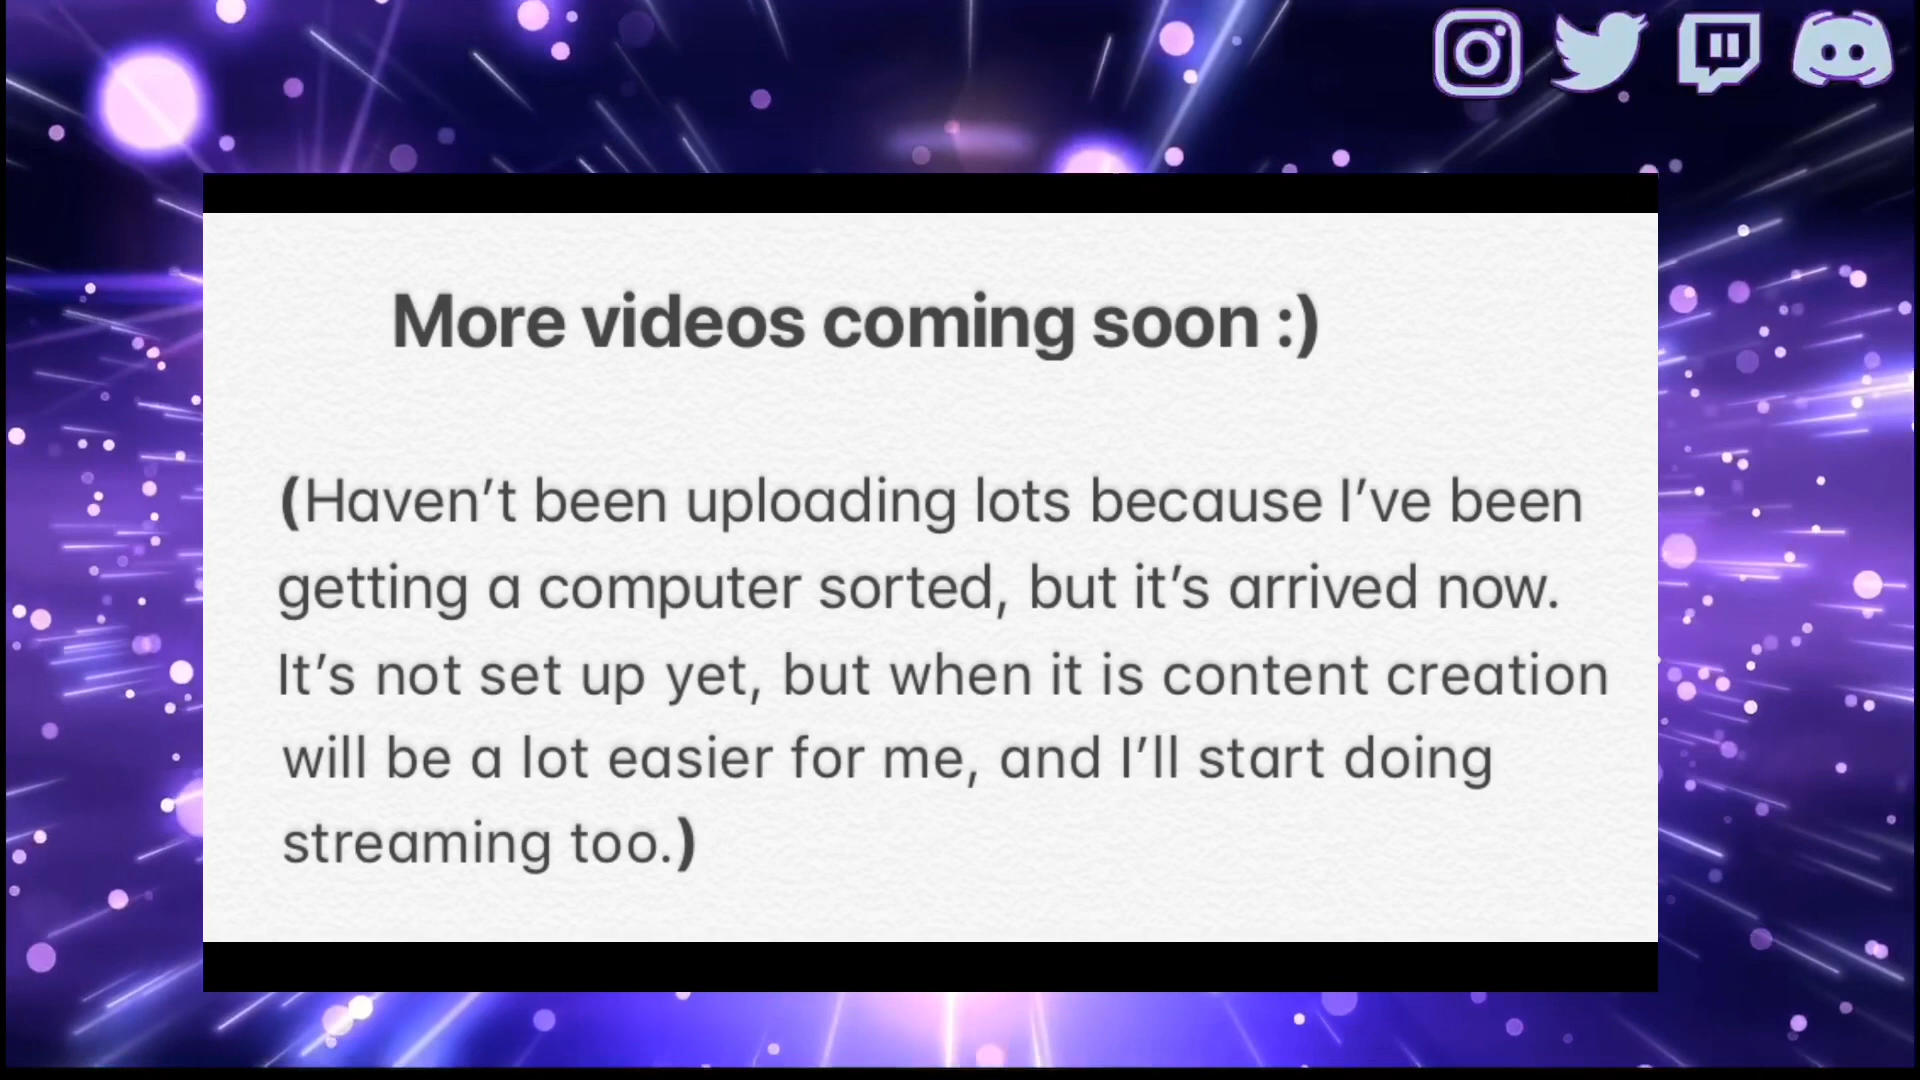 More videos coming soon :)
(Haven’t been uploading lots because I’ve been
getting a computer sorted, but it’s arrived now.
It’s not set up yet, but when it is content creation
will be a lot easier for me, and I’ll start doing
streaming too.)